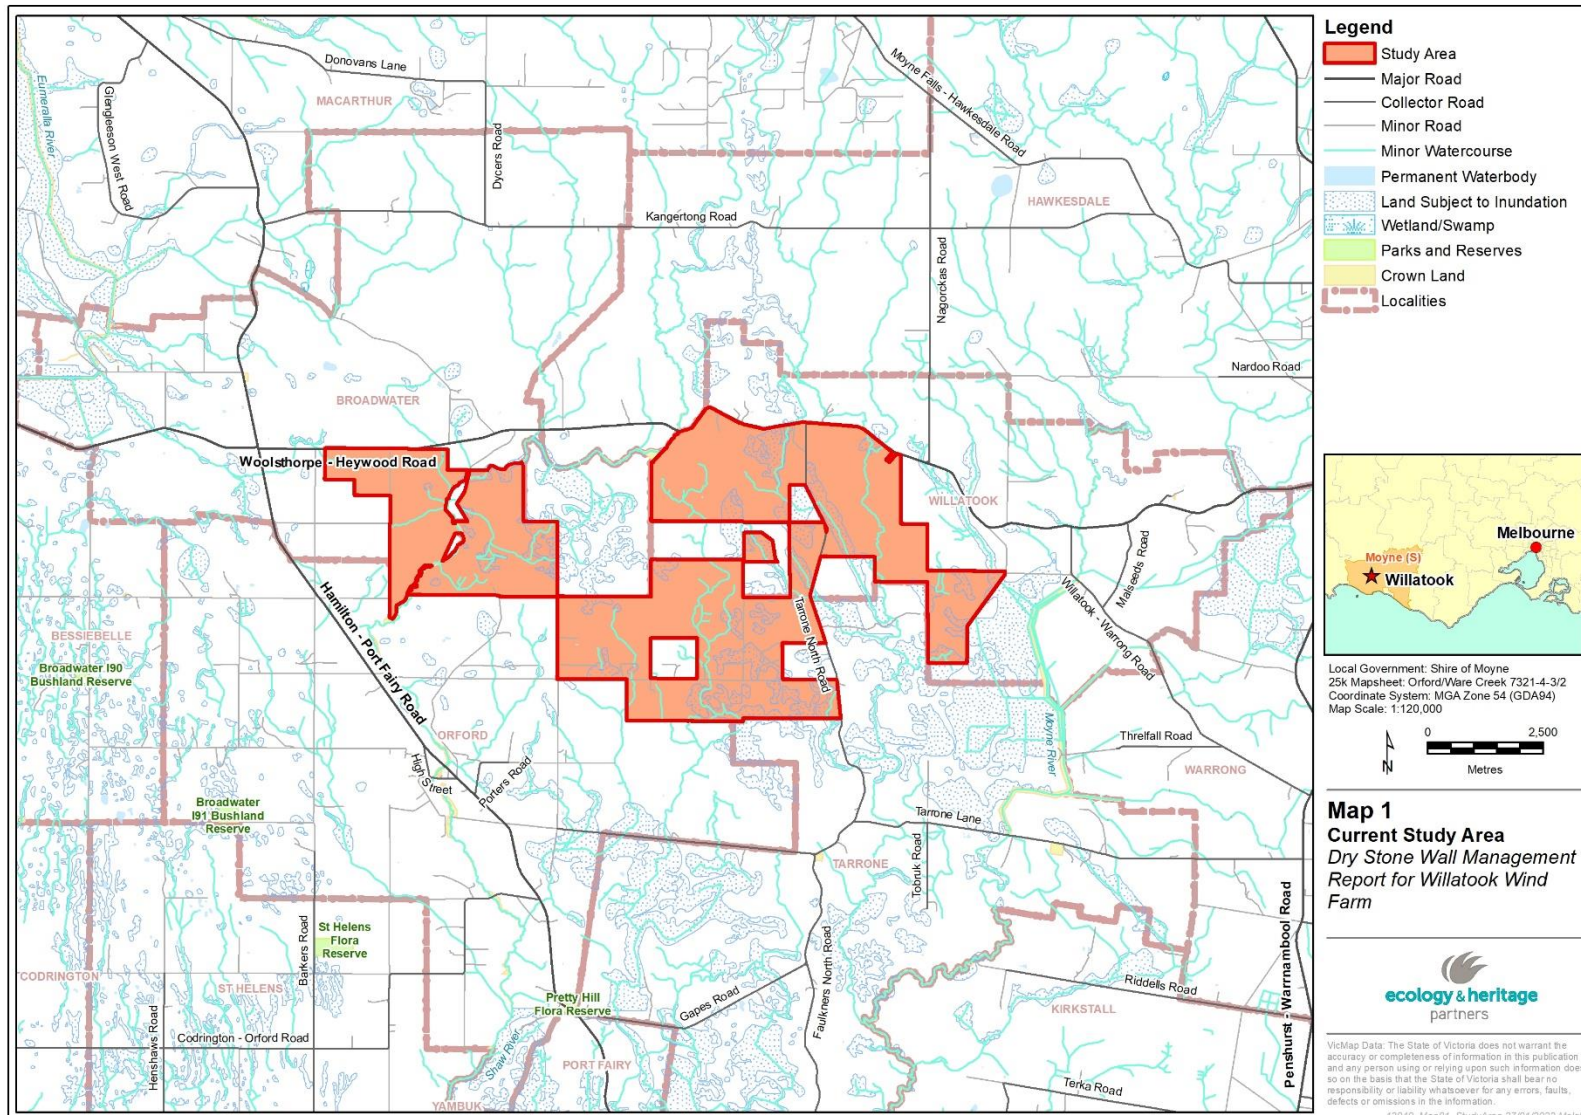 Donovans Lane
MACARTHUR
Eumeralla River
Glengleeson West Road
Dycers Road
Moyne Falls - Hawkesdale Road
HAWKESDALE
Kangertong Road
Nagorckas Road
Nardoo Road
BROADWATER
Woolsthorpe - Heywood Road
WILLATOOK
Malseeds Road
Willatook - Warrong Road
Hamilton - Port Fairy Road
Tarrone North Road
BESSIEBELLE
Broadwater I90
Bushland Reserve
ORFORD
High Street
Porters Road
Moyne River
Threlfall Road
WARRONG
Broadwater
I91 Bushland
Reserve
Tarrone Lane
TARRONE
Tobruk Road
Barkers Road
St Helens
Flora
Reserve
CODRINGTON
ST HELENS
Henshaws Road
Codrington - Orford Road
Pretty Hill
Flora Reserve
Gapes Road
Faulkners North Road
Riddells Road
KIRKSTALL
Penshurst - Warrnambool Road
Shaw River
PORT FAIRY
YAMBUK
Terka Road
Legend
Study Area
Major Road
Collector Road
Minor Road
Minor Watercourse
Permanent Waterbody
Land Subject to Inundation
Wetland/Swamp
Parks and Reserves
Crown Land
Localities
Melbourne
Moyne (S)
Willatook
Local Government: Shire of Moyne
25k Mapsheet: Orford/Ware Creek 7321-4-3/2
Coordinate System: MGA Zone 54 (GDA94)
Map Scale: 1:120,000
0 2,500
N
Metres
Map 1
Current Study Area
Dry Stone Wall Management
Report for Willatook Wind
Farm
ecology & heritage
partners
VicMap Data: The State of Victoria does not warrant the
accuracy or completeness of information in this publication
and any person using or relying upon such information does
so on the basis that the State of Victoria shall bear no
responsibility or liability whatsoever for any errors, faults,
defects or omissions in the information.